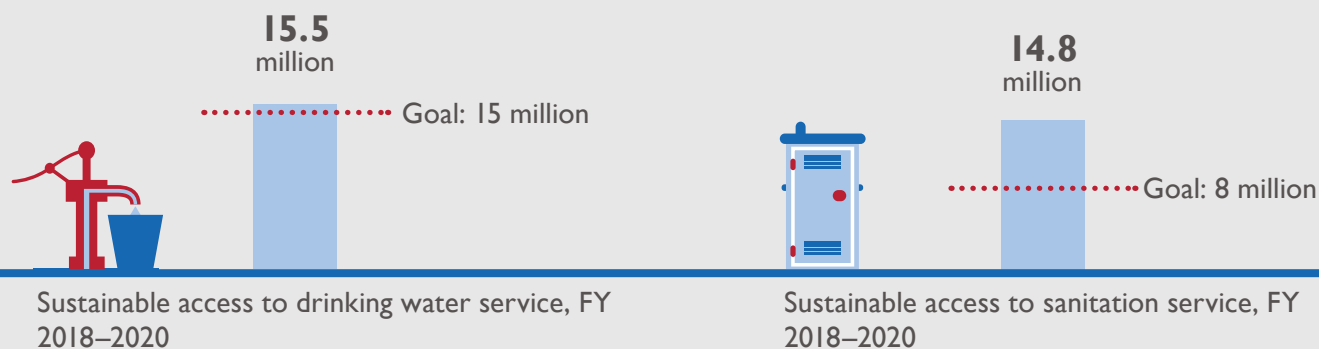 15.5
million
Goal: 15 million
Sustainable access to drinking water service, FY
2018–2020
14.8
million
Goal: 8 million
Sustainable access to sanitation service, FY
2018–2020